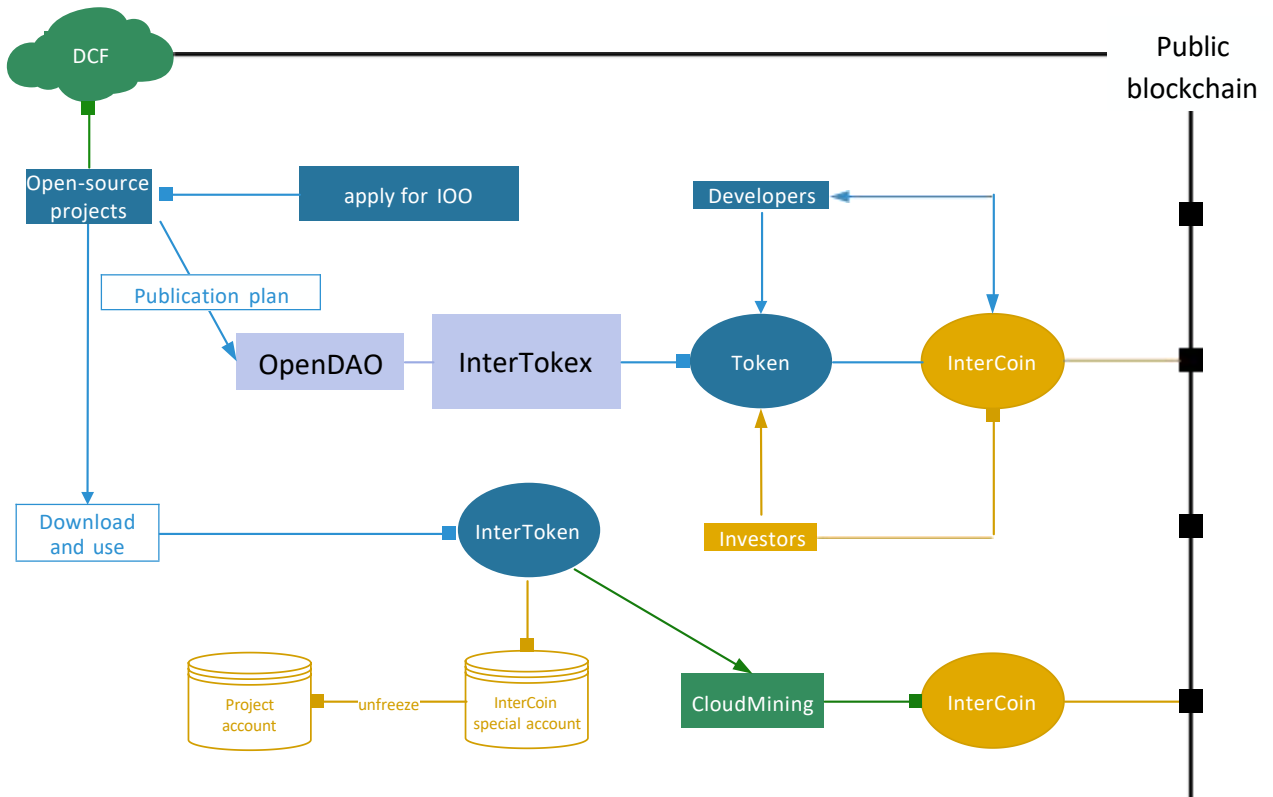 DCF
Public
blockchain
Open-source
projects
apply for IOO
Developers
Publication plan
OpenDAO
InterTokex
Token
InterCoin
Download
and use
InterToken
Investors
Project
account
unfreeze
InterCoin
special account
CloudMining
InterCoin